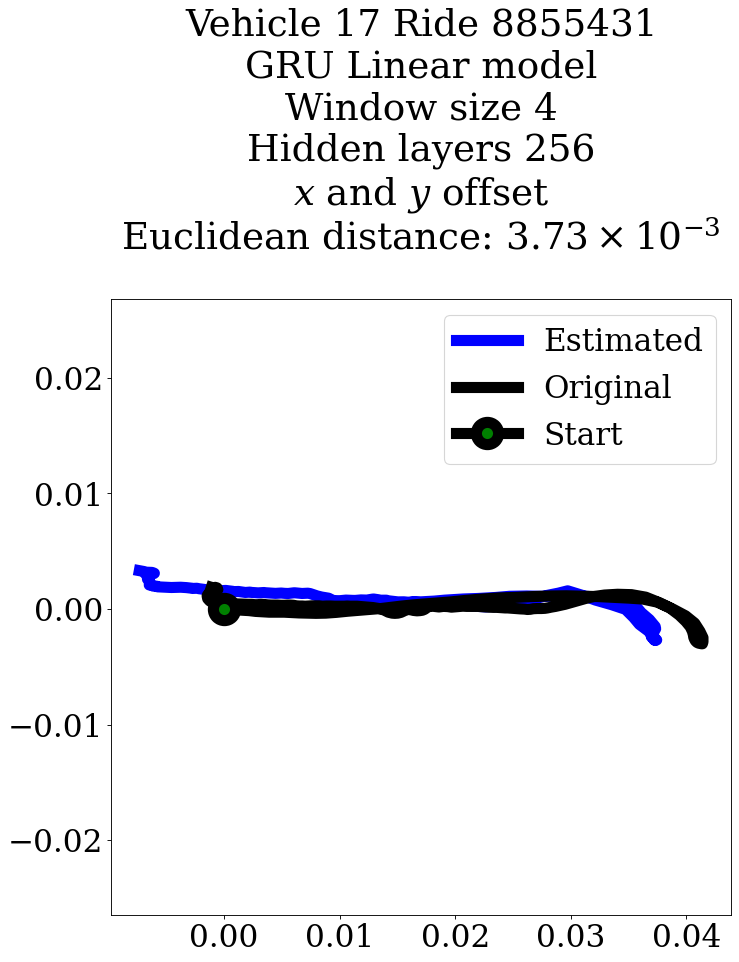 Vehicle 17 Ride 8855431
GRU Linear model
Window size 4
Hidden layers 256
x and y offset
Euclidean distance: 3.73 × 10⁻³
Estimated
Original
Start
0.02
0.01
0.00
−0.01
−0.02
0.00 0.01 0.02 0.03 0.04